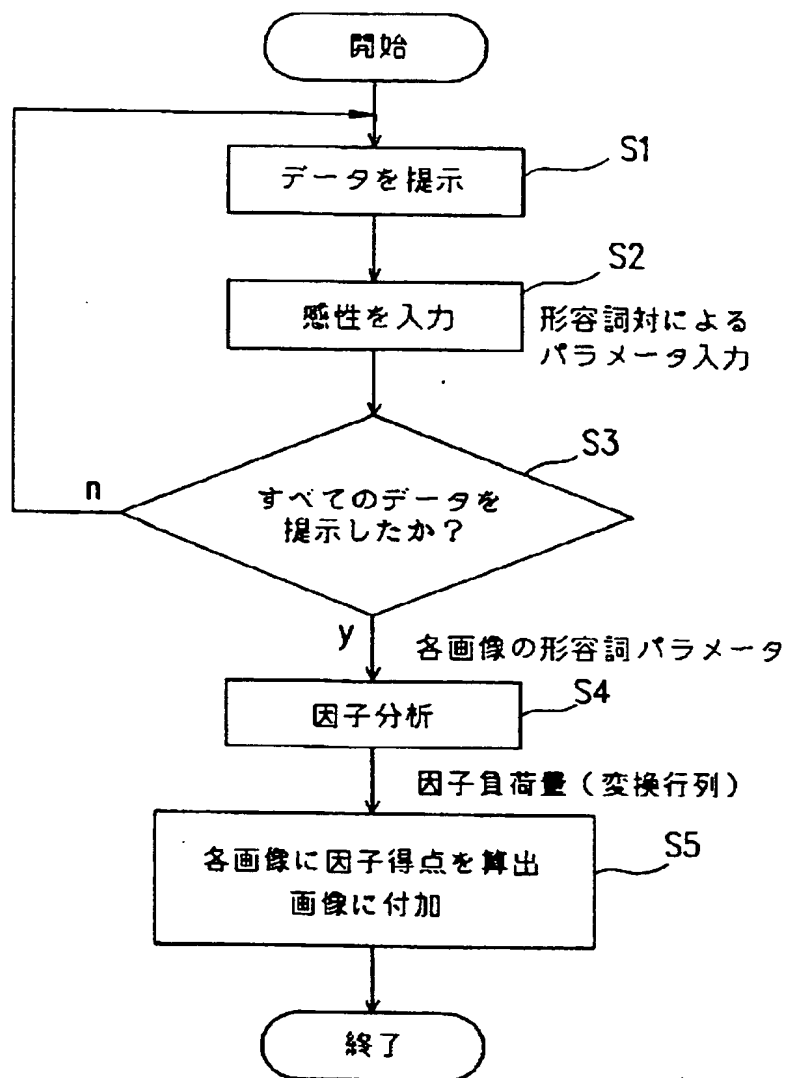 開始
データを提示
S1
S2
感性を入力
形容詞対による
パラメータ入力
S3
すべてのデータを
提示したか？
n
y
各画像の形容詞パラメータ
S4
因子分析
因子負荷量（変換行列）
S5
各画像に因子得点を算出
画像に付加
終了